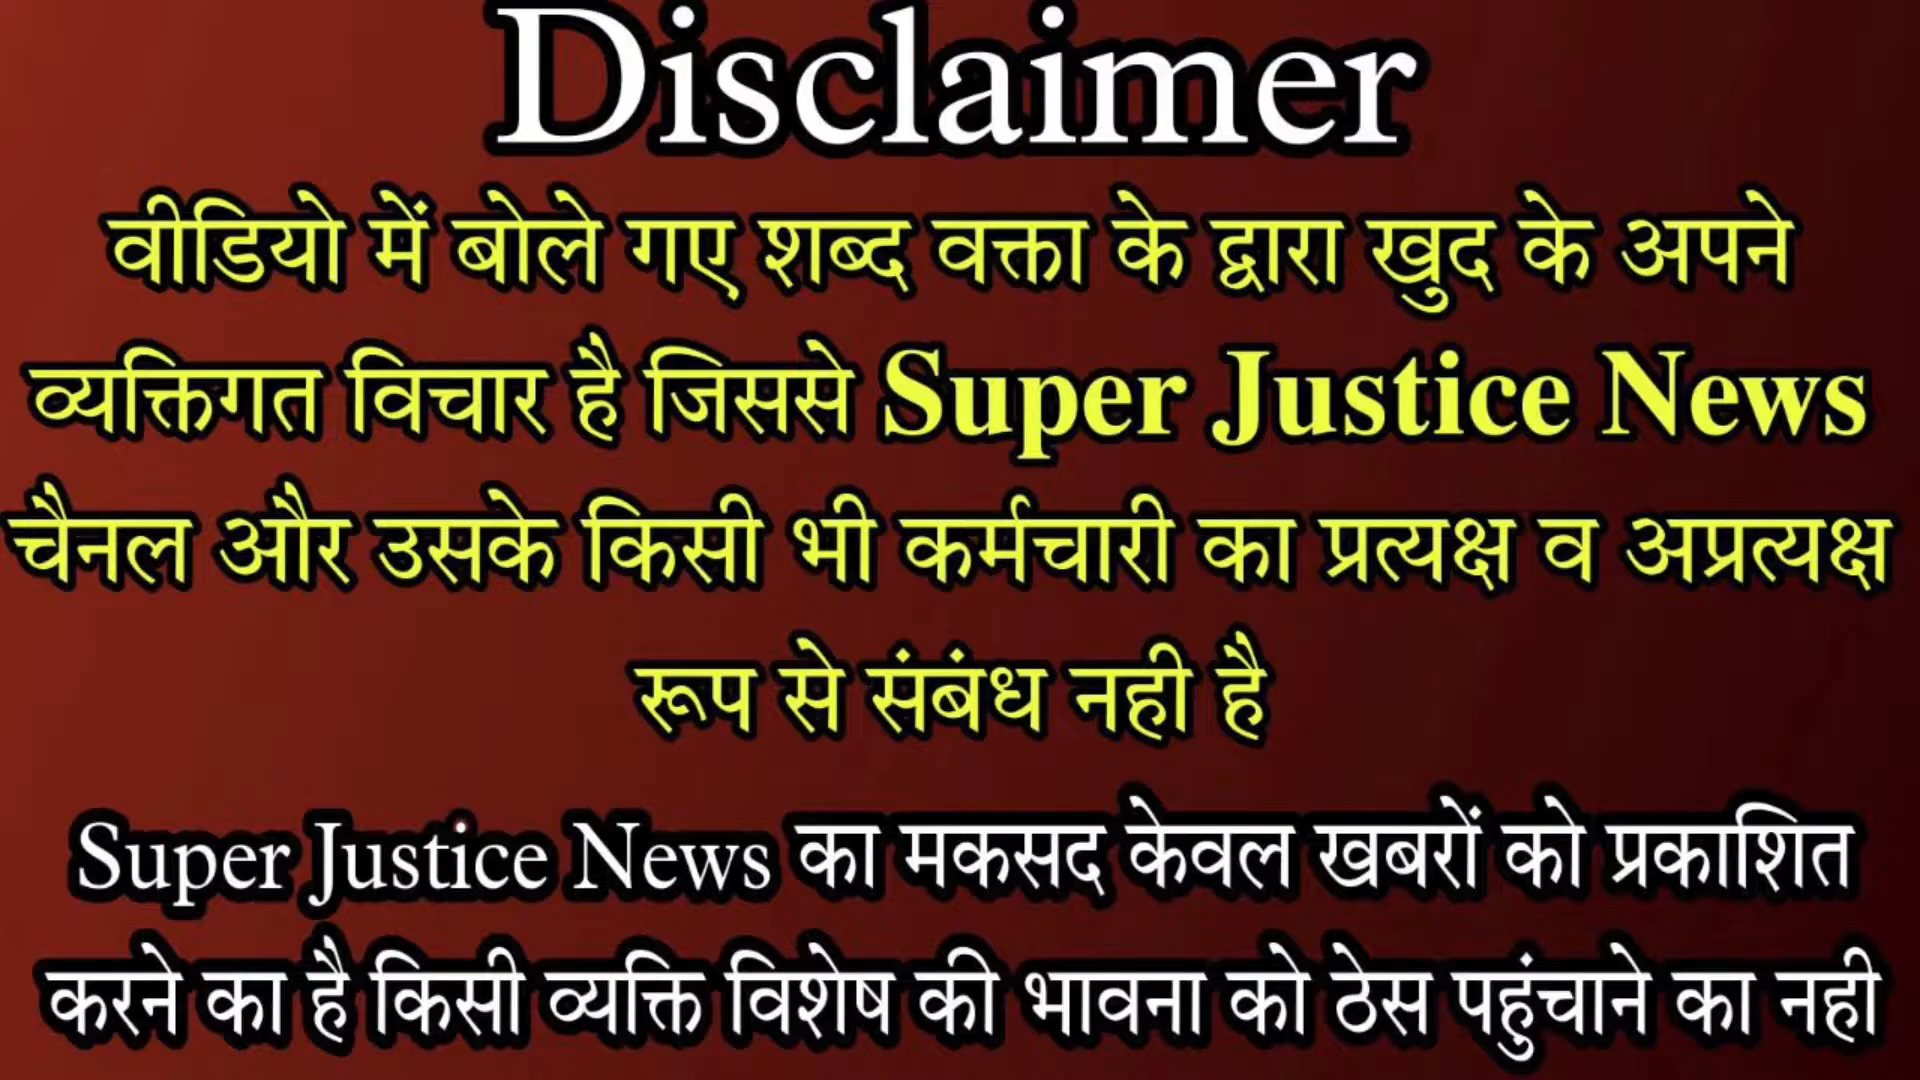 Disclaimer
वीडियो में बोले गए शब्द वक्ता के द्वारा खुद के अपने
व्यक्तिगत विचार है जिससे Super Justice News
चैनल और उसके किसी भी कर्मचारी का प्रत्यक्ष व अप्रत्यक्ष
रूप से संबंध नही है
Super Justice News का मकसद केवल खबरों को प्रकाशित
करने का है किसी व्यक्ति विशेष की भावना को ठेस पहुंचाने का नही